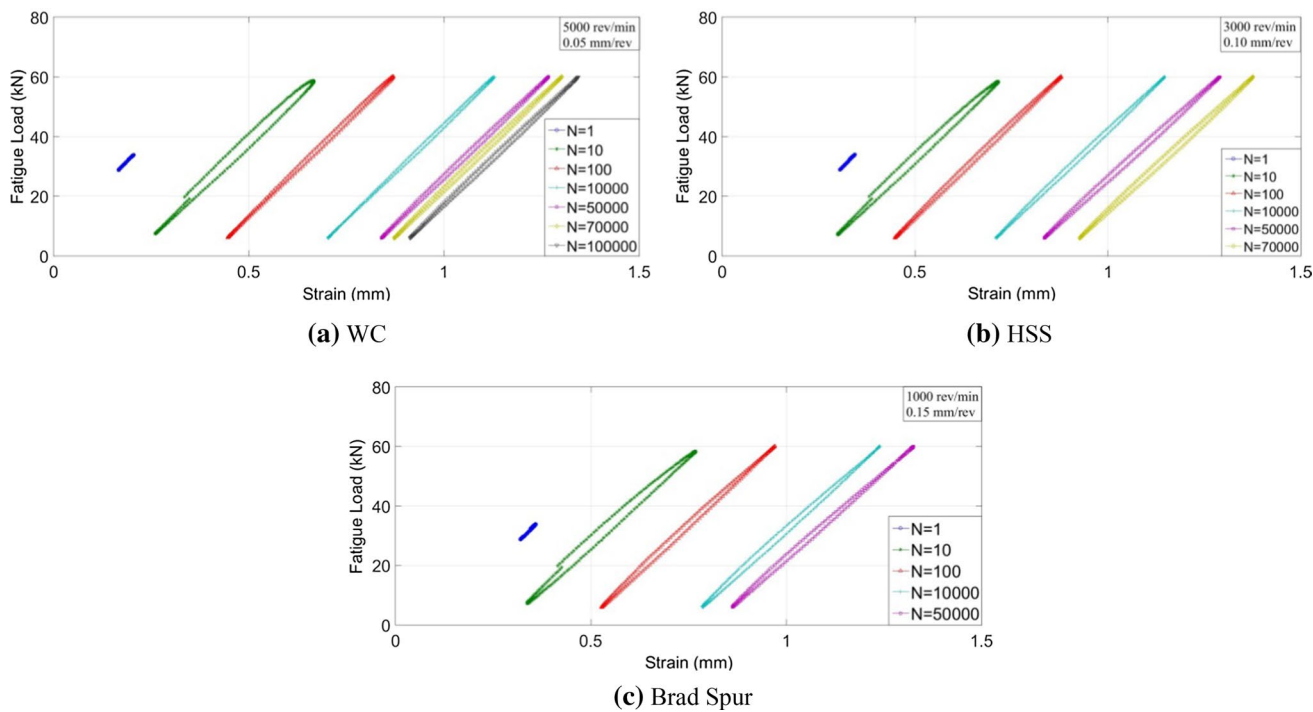 80
60
40
20
0
Fatigue Load (kN)
5000 rev/min
0.05 mm/rev
N=1
N=10
N=100
N=10000
N=50000
N=70000
N=100000
0 0.5 1 1.5
Strain (mm)
(a) WC
80
60
40
20
0
Fatigue Load (kN)
3000 rev/min
0.10 mm/rev
N=1
N=10
N=100
N=10000
N=50000
N=70000
0 0.5 1 1.5
Strain (mm)
(b) HSS
80
60
40
20
0
Fatigue Load (kN)
1000 rev/min
0.15 mm/rev
N=1
N=10
N=100
N=10000
N=50000
0 0.5 1 1.5
Strain (mm)
(c) Brad Spur